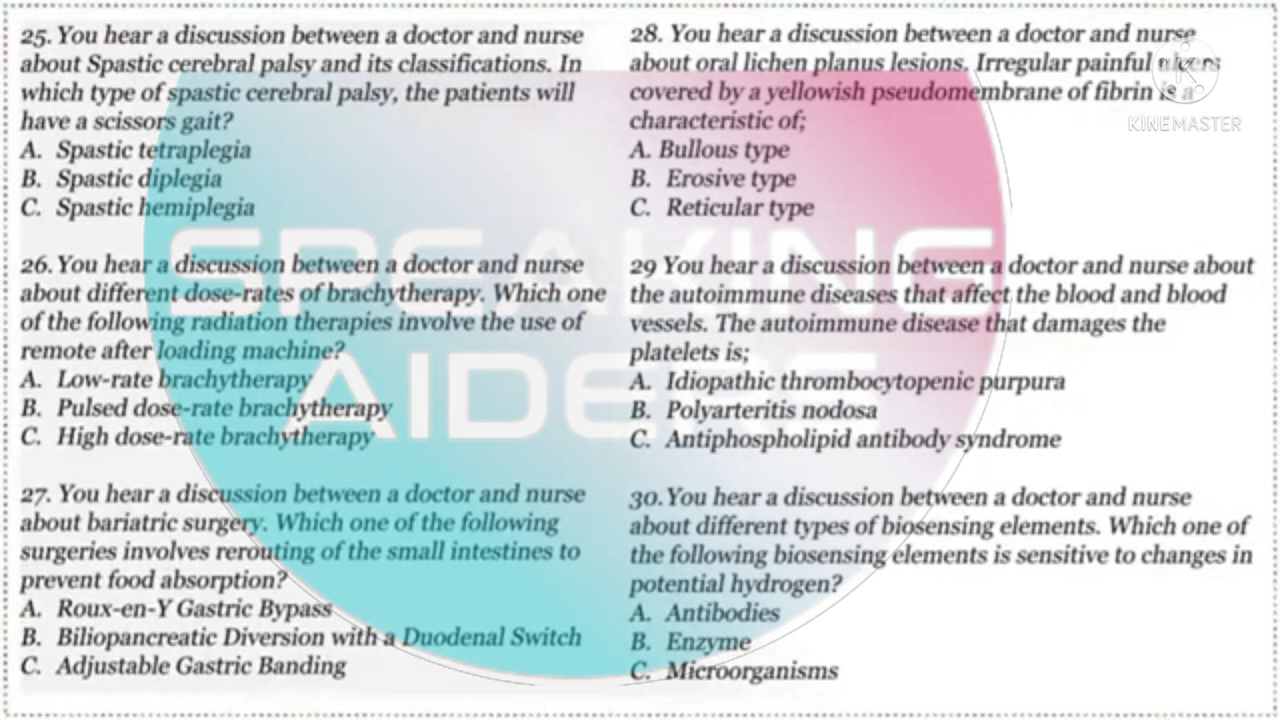 25. You hear a discussion between a doctor and nurse
about Spastic cerebral palsy and its classifications. In
which type of spastic cerebral palsy, the patients will
have a scissors gait?
A. Spastic tetraplegia
B. Spastic diplegia
C. Spastic hemiplegia
26. You hear a discussion between a doctor and nurse
about different dose-rates of brachytherapy. Which one
of the following radiation therapies involve the use of
remote after loading machine?
A. Low-rate brachytherapy
B. Pulsed dose-rate brachytherapy
C. High dose-rate brachytherapy
27. You hear a discussion between a doctor and nurse
about bariatric surgery. Which one of the following
surgeries involves rerouting of the small intestines to
prevent food absorption?
A. Roux-en-Y Gastric Bypass
B. Biliopancreatic Diversion with a Duodenal Switch
C. Adjustable Gastric Banding
28. You hear a discussion between a doctor and nurse
about oral lichen planus lesions. Irregular painful ulcers
covered by a yellowish pseudomembrane of fibrin is a
characteristic of;
A. Bullous type
B. Erosive type
C. Reticular type
29 You hear a discussion between a doctor and nurse about
the autoimmune diseases that affect the blood and blood
vessels. The autoimmune disease that damages the
platelets is;
A. Idiopathic thrombocytopenic purpura
B. Polyarteritis nodosa
C. Antiphospholipid antibody syndrome
30. You hear a discussion between a doctor and nurse
about different types of biosensing elements. Which one of
the following biosensing elements is sensitive to changes in
potential hydrogen?
A. Antibodies
B. Enzyme
C. Microorganisms
SPEAKING
AIDERS
K
KINEMASTER